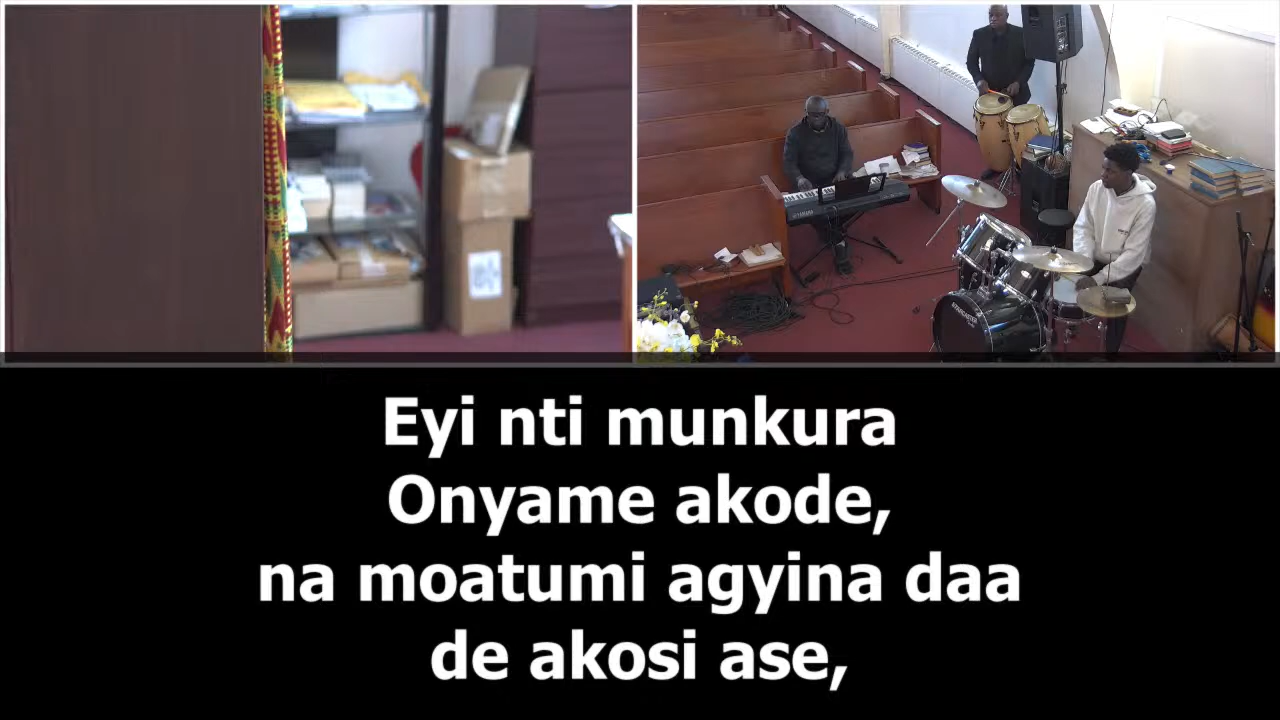 Eyi nti munkura
Onyame akode,
na moatumi agyina daa
de akosi ase,